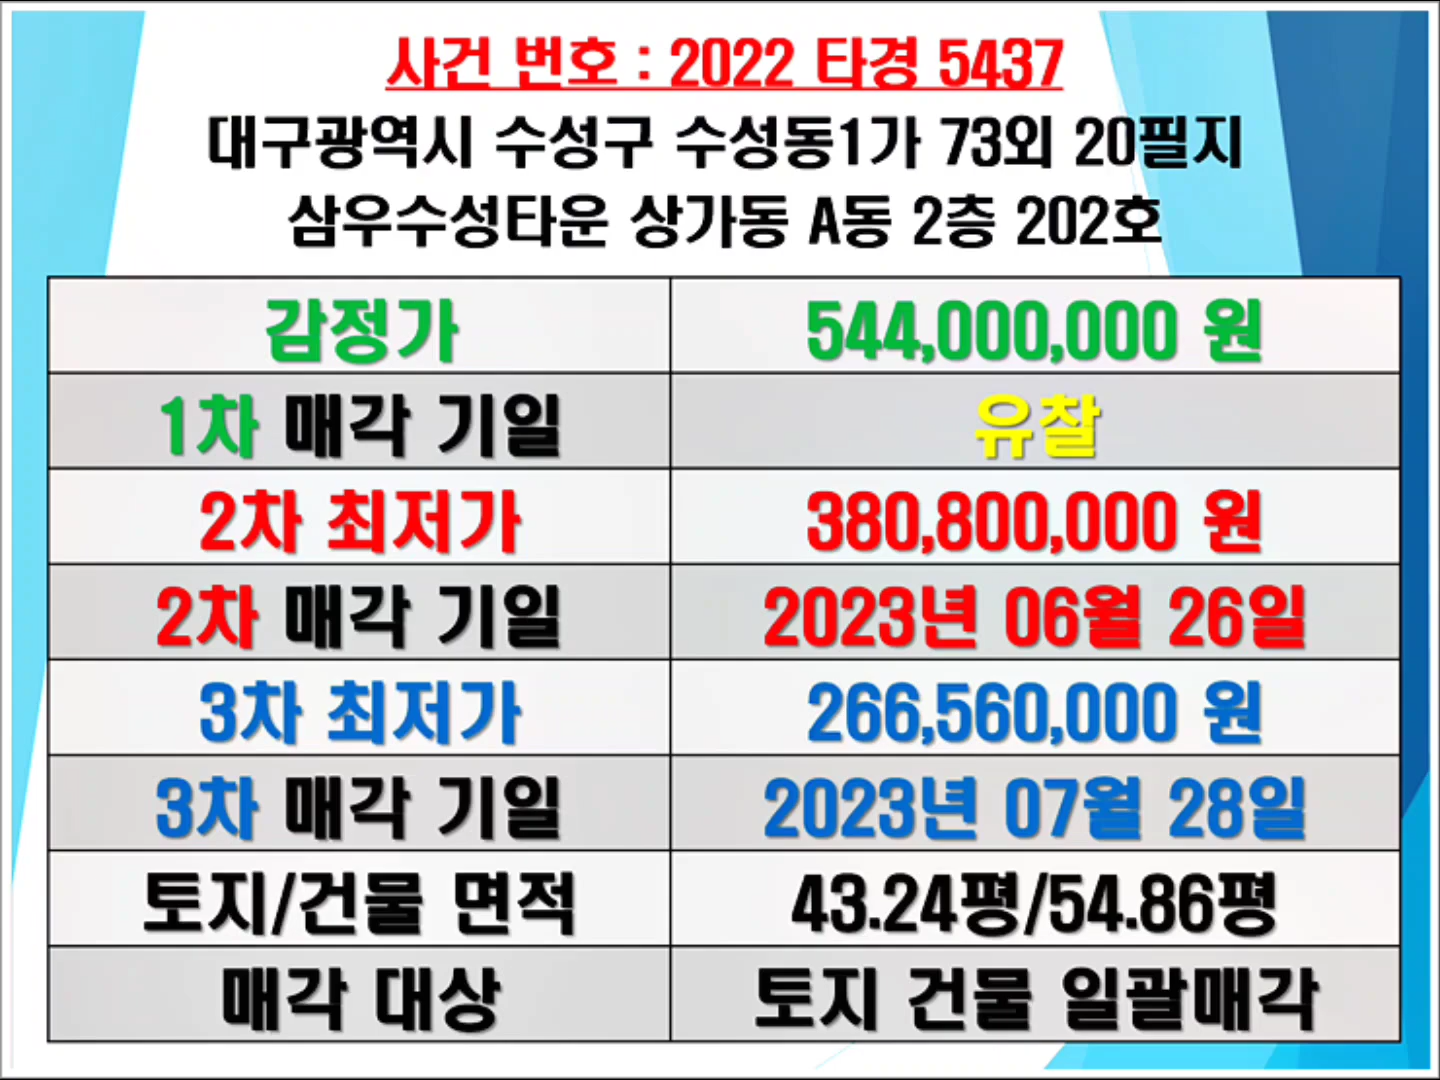 사건 번호 : 2022 타경 5437
대구광역시 수성구 수성동1가 73외 20필지
삼우수성타운 상가동 A동 2층 202호
감정가 544,000,000 원
1차 매각 기일 유찰
2차 최저가 380,800,000 원
2차 매각 기일 2023년 06월 26일
3차 최저가 266,560,000 원
3차 매각 기일 2023년 07월 28일
토지/건물 면적 43.24평/54.86평
매각 대상 토지 건물 일괄매각